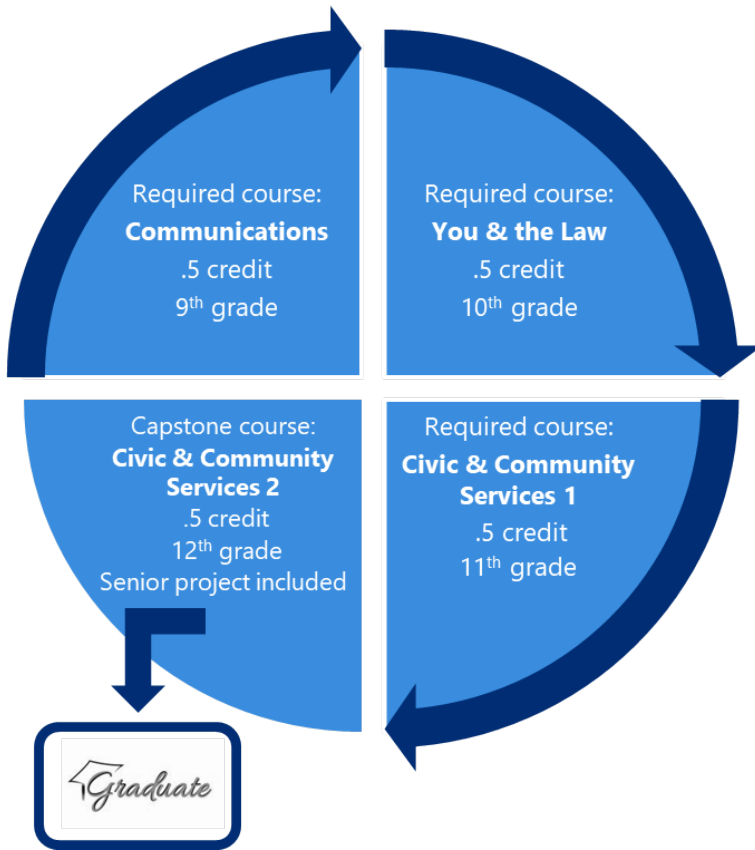 Required course:
Communications
.5 credit
9th grade
Required course:
You & the Law
.5 credit
10th grade
Required course:
Civic & Community
Services 1
.5 credit
11th grade
Capstone course:
Civic & Community
Services 2
.5 credit
12th grade
Senior project included
Graduate